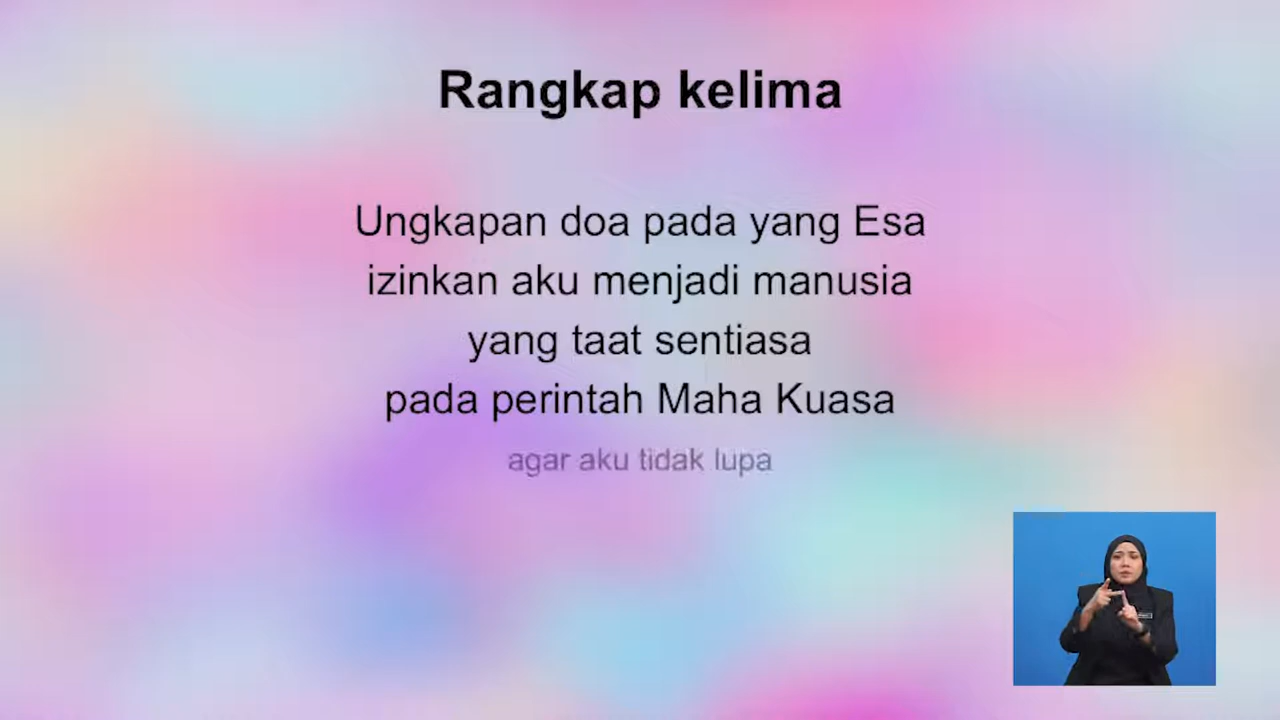 Rangkap kelima
Ungkapan doa pada yang Esa
izinkan aku menjadi manusia
yang taat sentiasa
pada perintah Maha Kuasa
agar aku tidak lupa